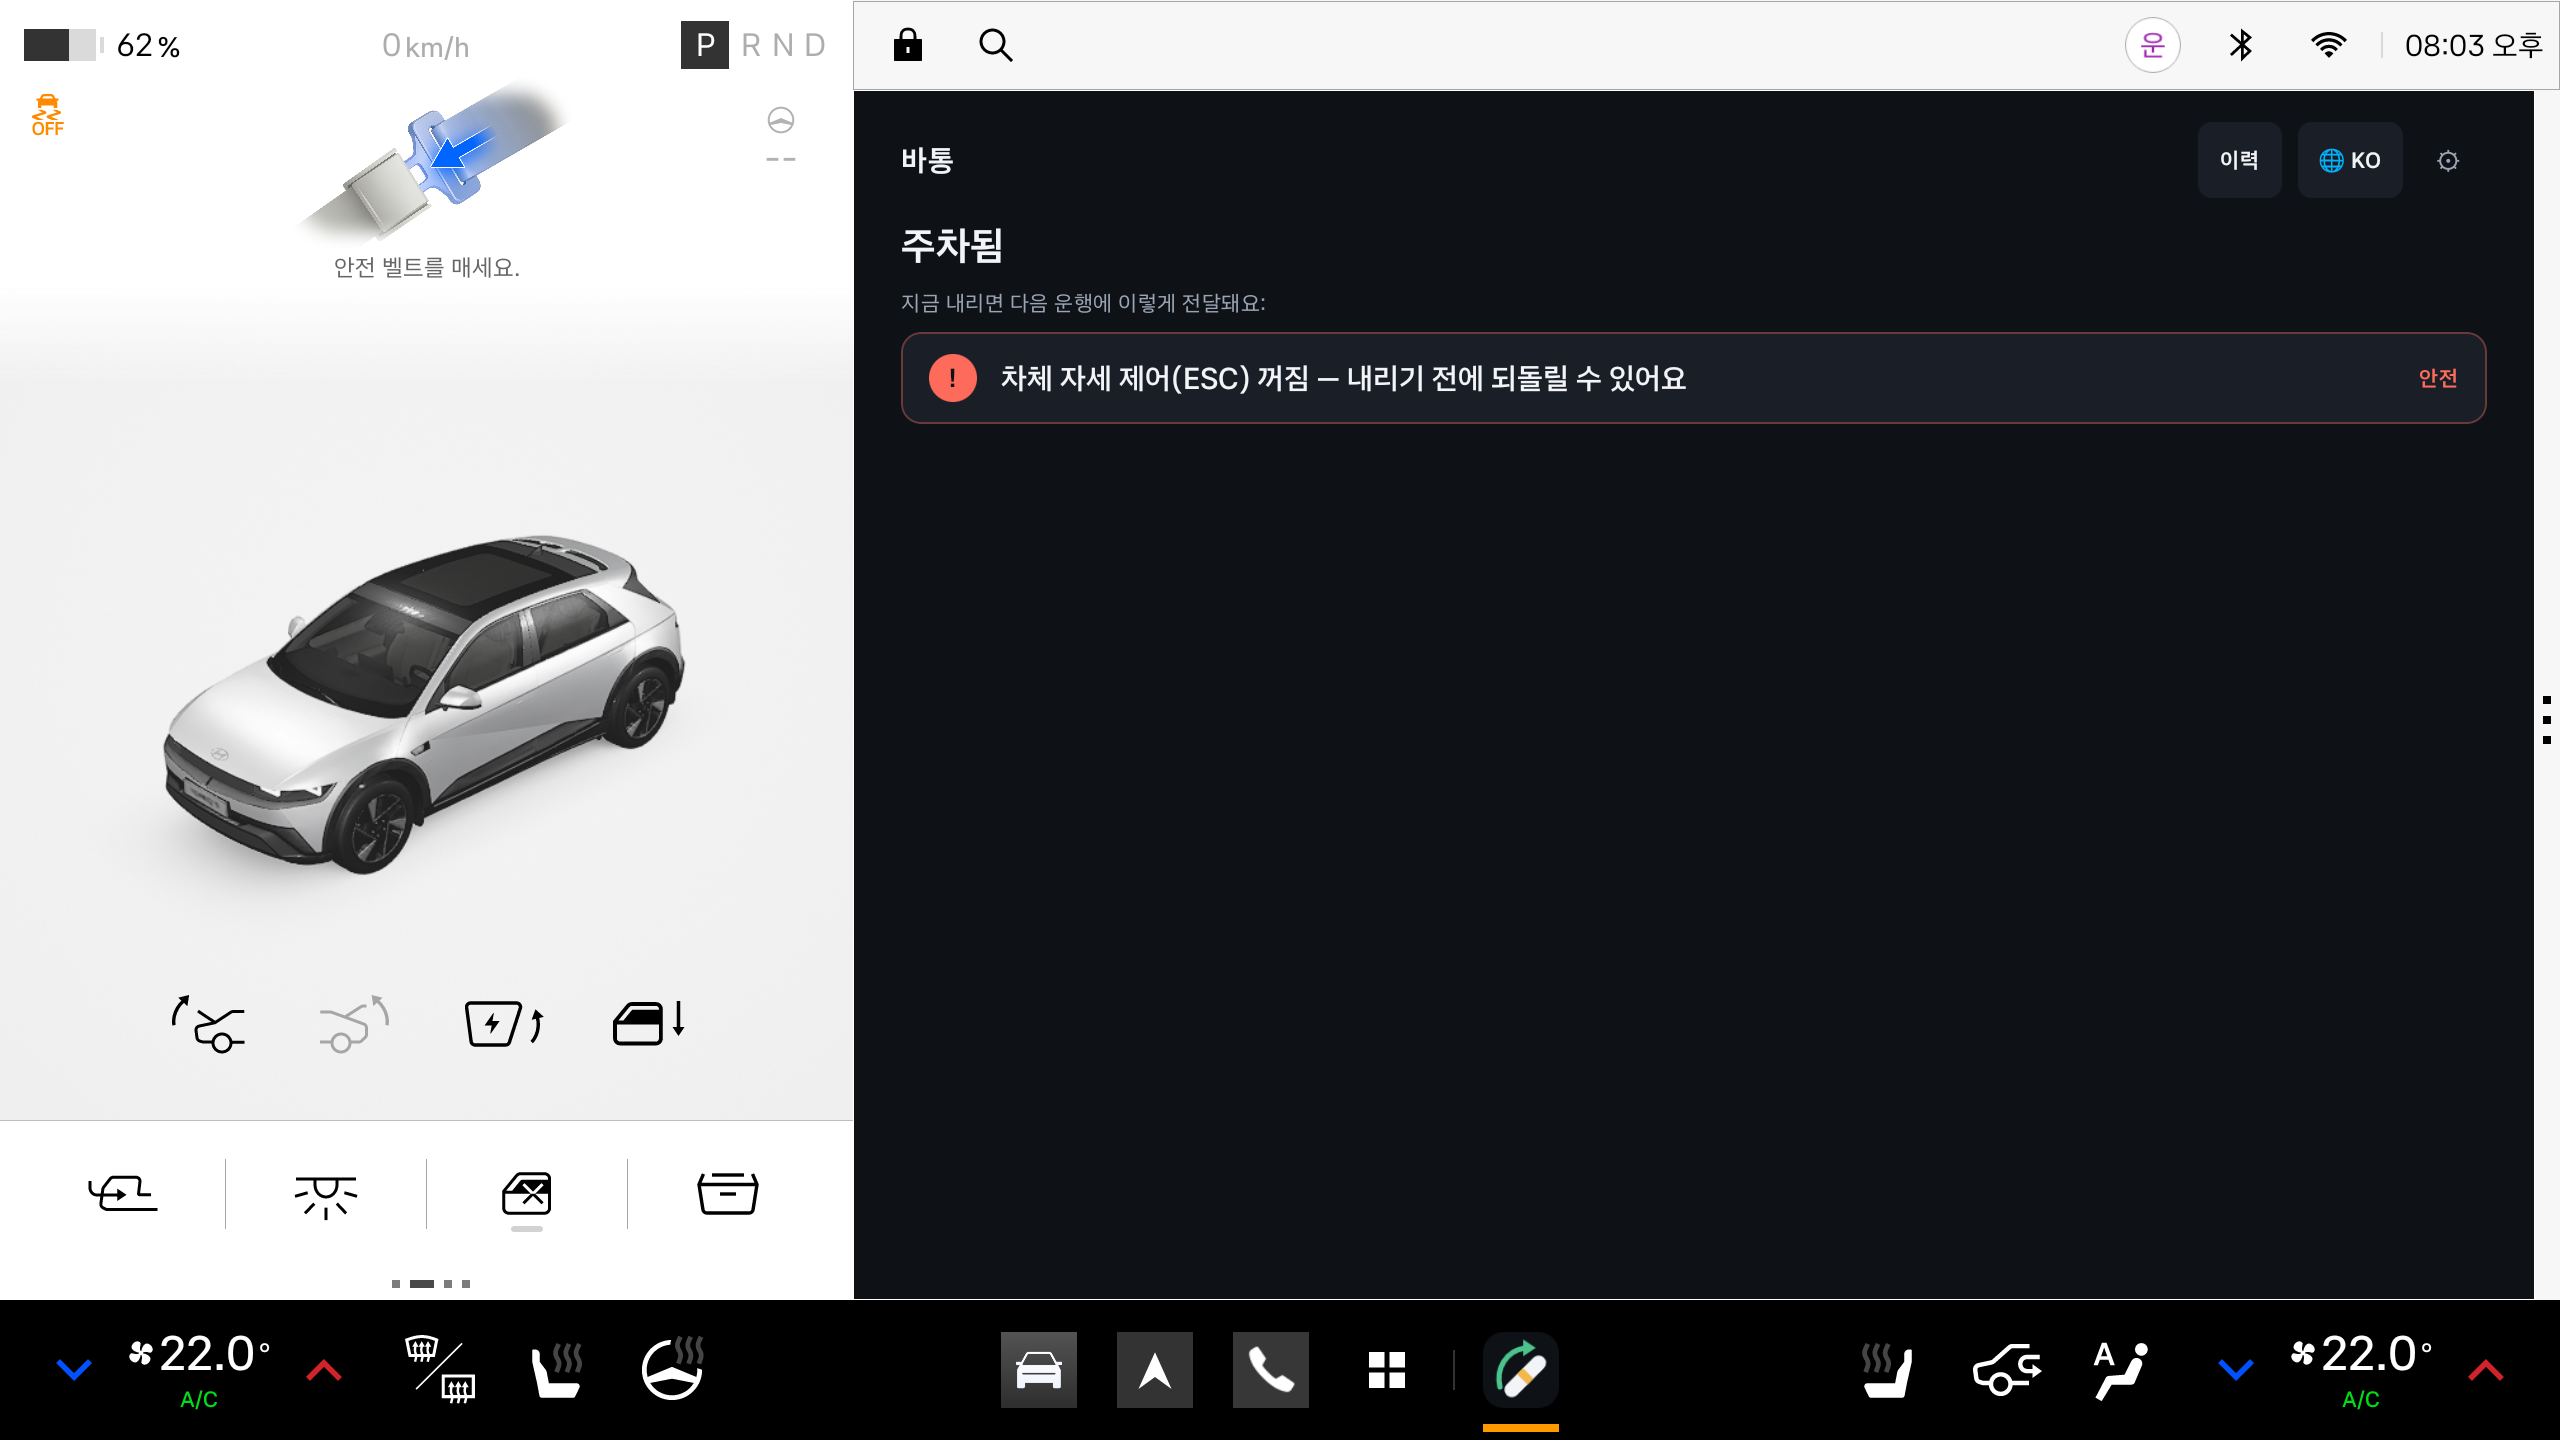 62 %
0 km/h
P R N D
OFF
--
안전 벨트를 매세요.
운
08:03 오후
바통
이력
KO
주차됨
지금 내리면 다음 운행에 이렇게 전달돼요:
! 차체 자세 제어(ESC) 꺼짐 — 내리기 전에 되돌릴 수 있어요
안전
22.0°
A/C
A
22.0°
A/C